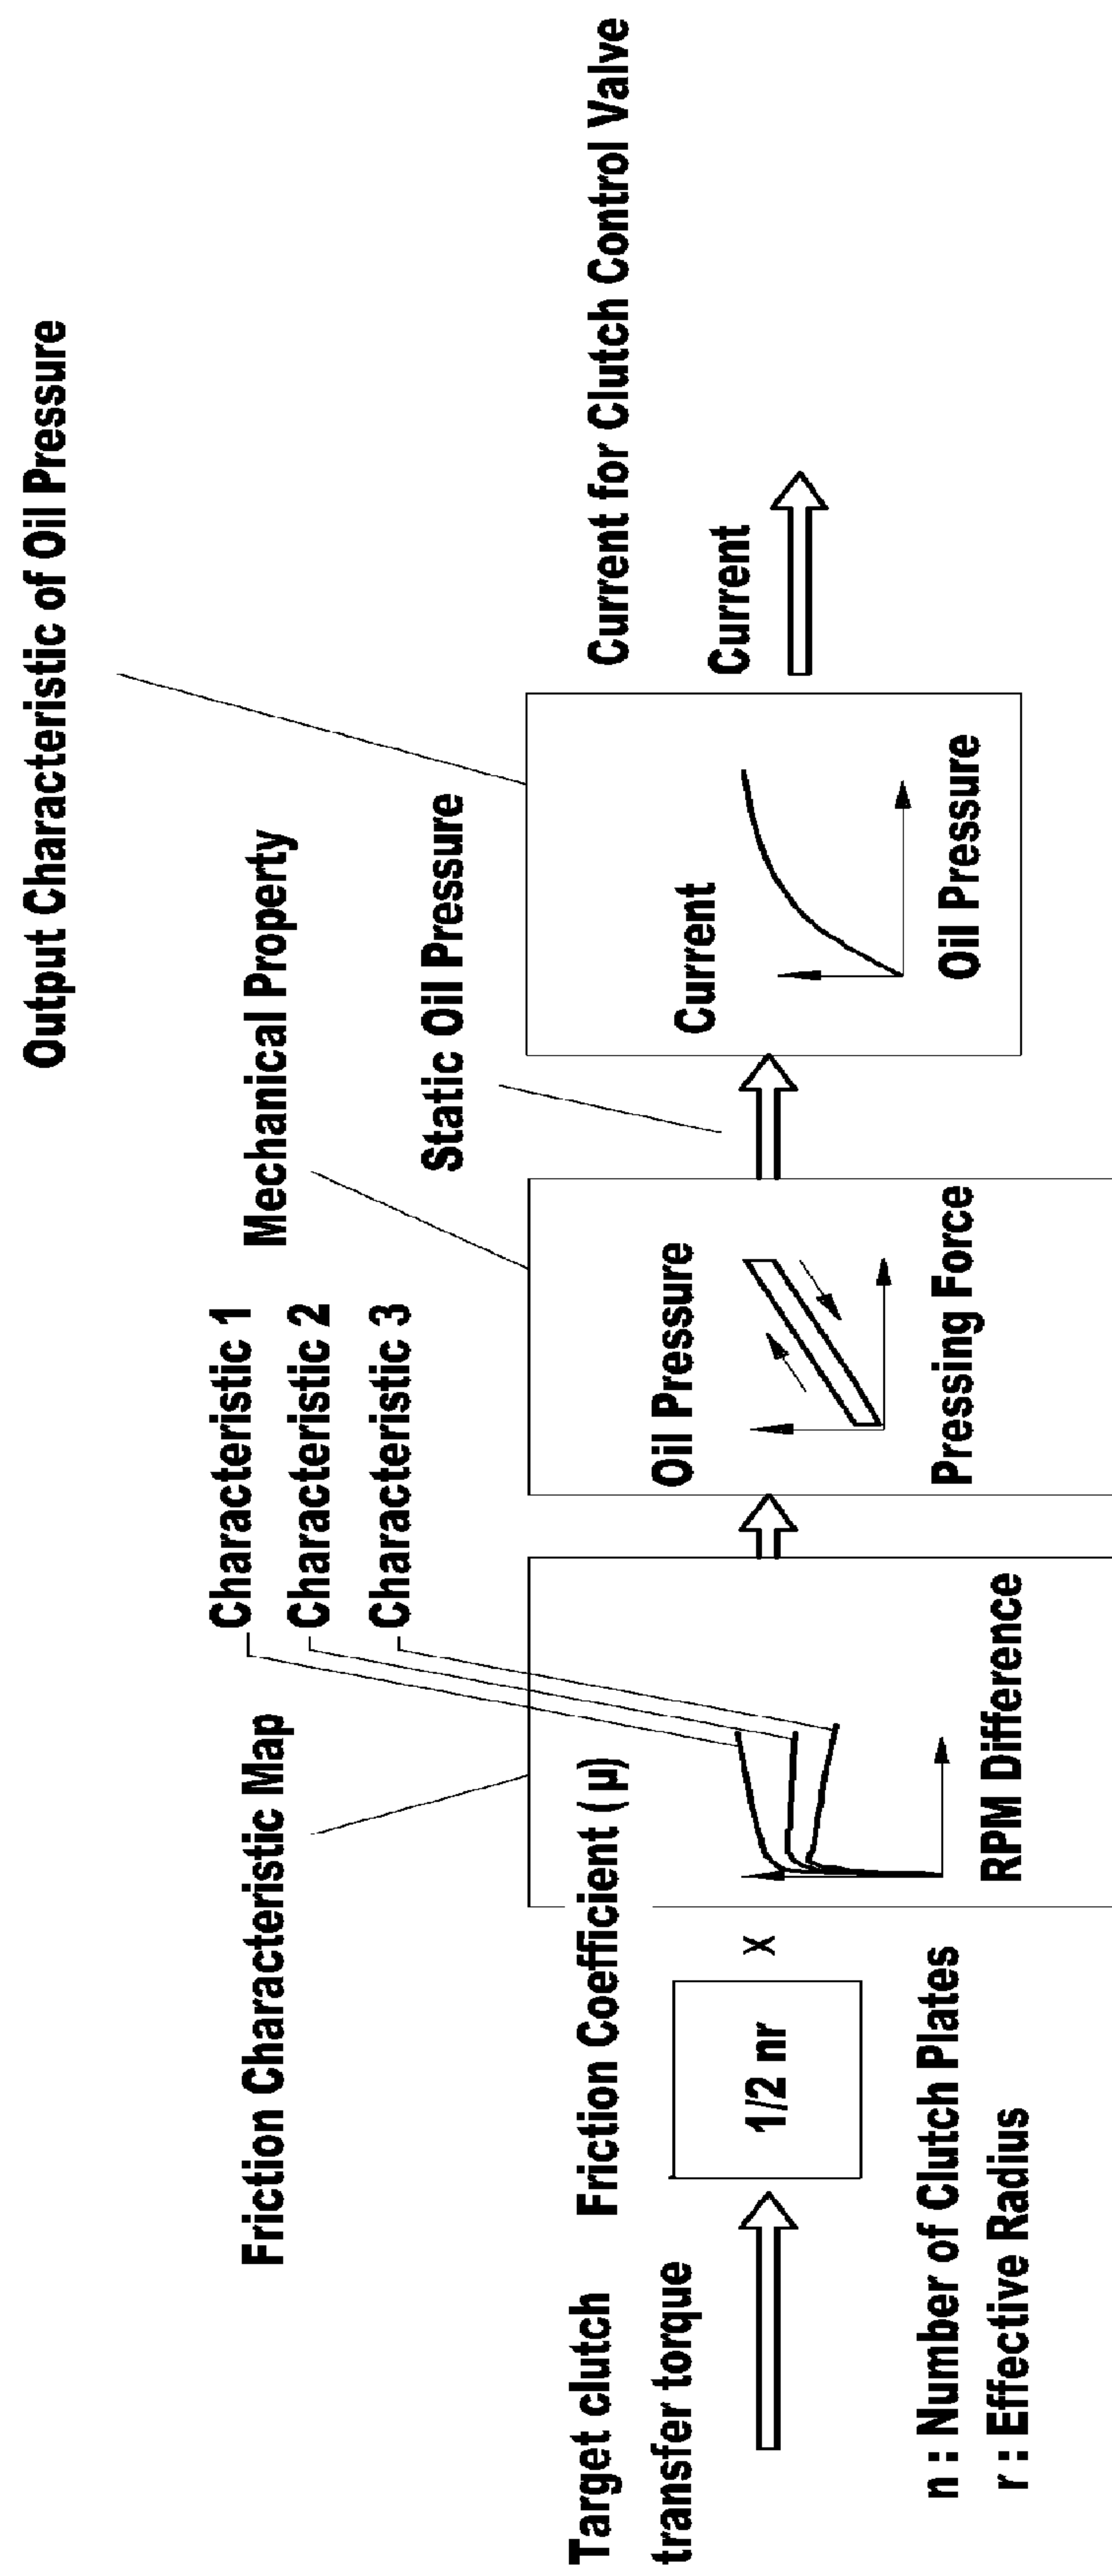 Output Characteristic of Oil Pressure
Friction Characteristic Map
Characteristic 1
Characteristic 2
Characteristic 3
Mechanical Property
Static Oil Pressure
Target clutch
transfer torque
Friction Coefficient (μ)
1/2 nr
X
RPM Difference
Oil Pressure
Pressing Force
Current
Oil Pressure
Current for Clutch Control Valve
Current
n : Number of Clutch Plates
r : Effective Radius